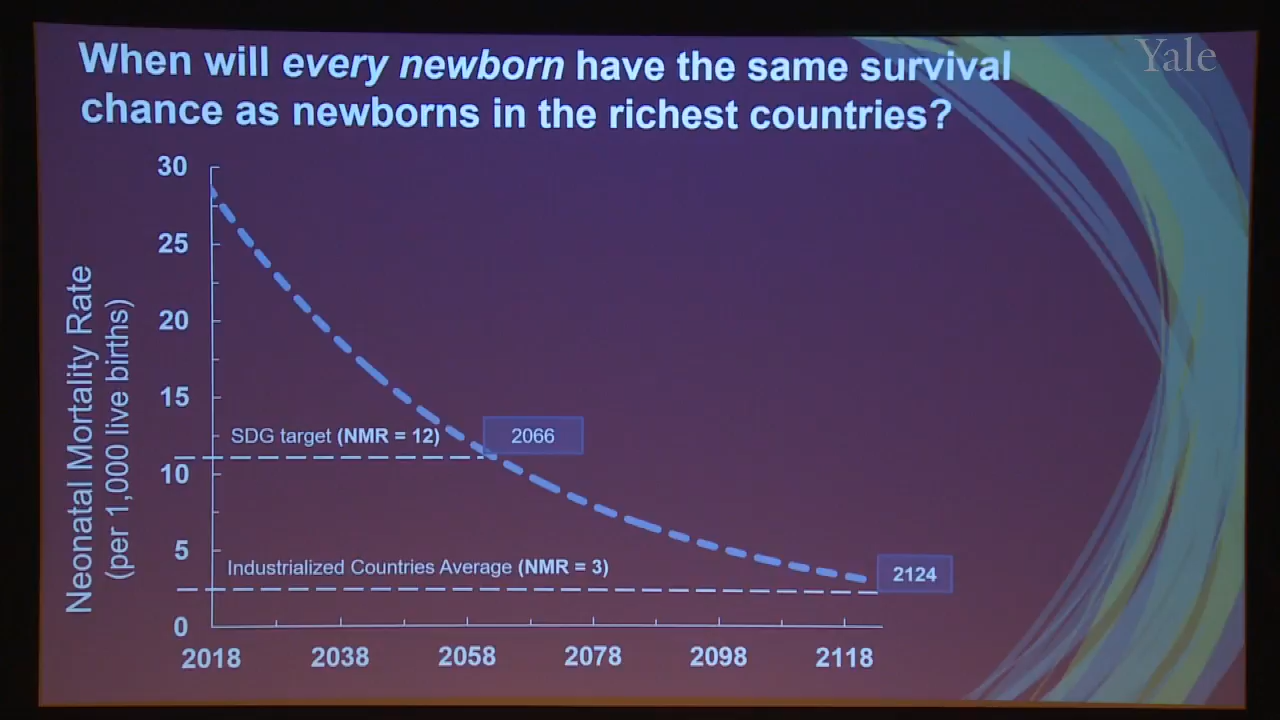 When will every newborn have the same survival
chance as newborns in the richest countries?
Yale
Neonatal Mortality Rate
(per 1,000 live births)
30
25
20
15
10
5
0
SDG target (NMR = 12)
2066
Industrialized Countries Average (NMR = 3)
2124
2018 2038 2058 2078 2098 2118